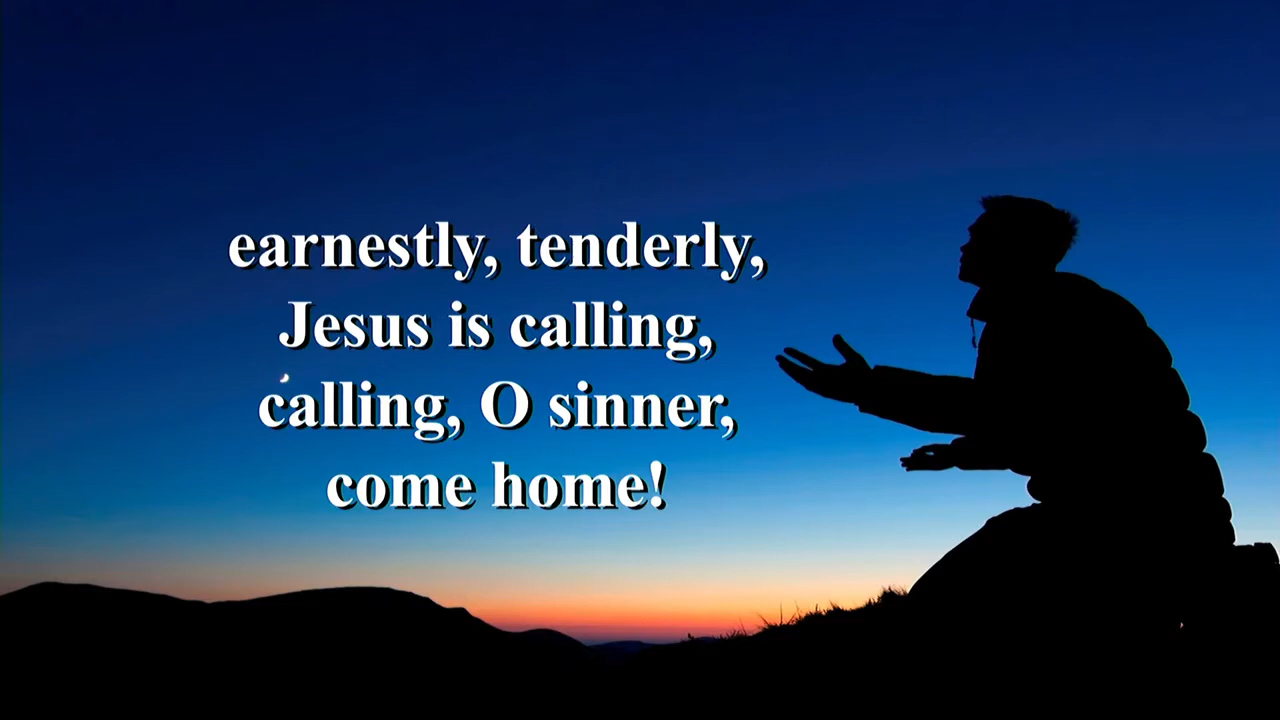 earnestly, tenderly,
Jesus is calling,
calling, O sinner,
come home!